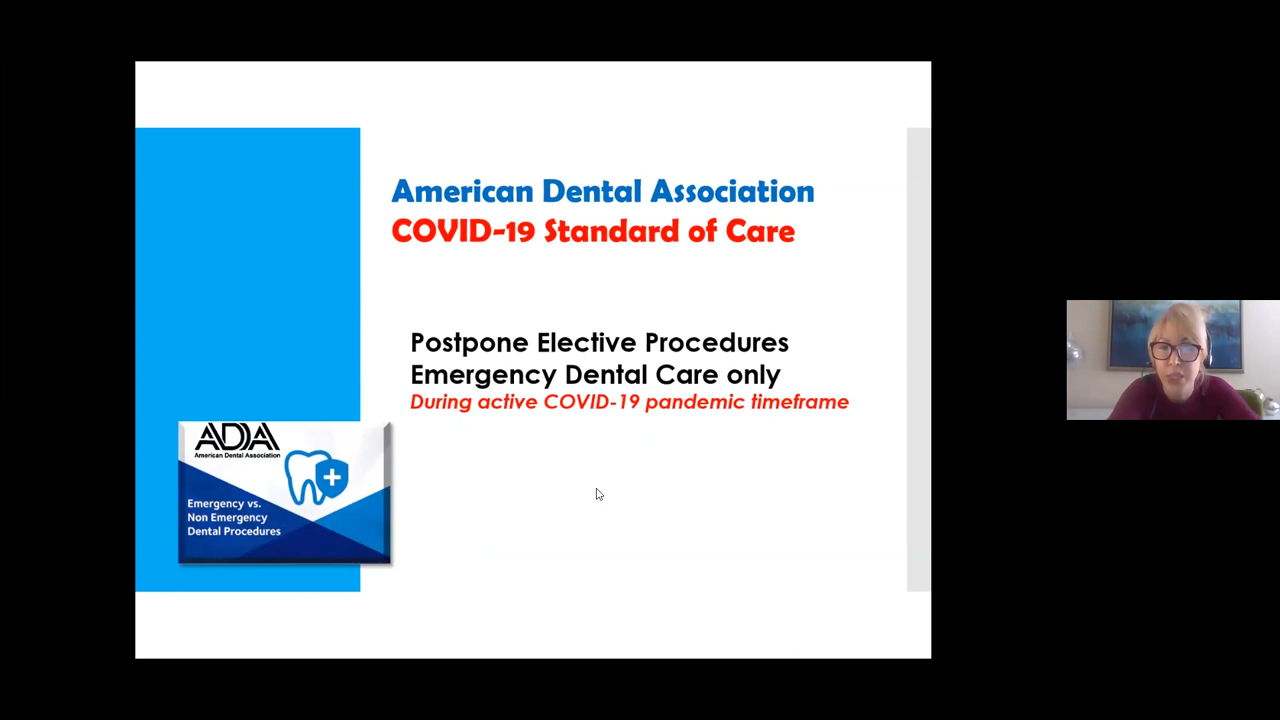 American Dental Association
COVID-19 Standard of Care
Postpone Elective Procedures
Emergency Dental Care only
During active COVID-19 pandemic timeframe
ADA
American Dental Association
Emergency vs.
Non Emergency
Dental Procedures